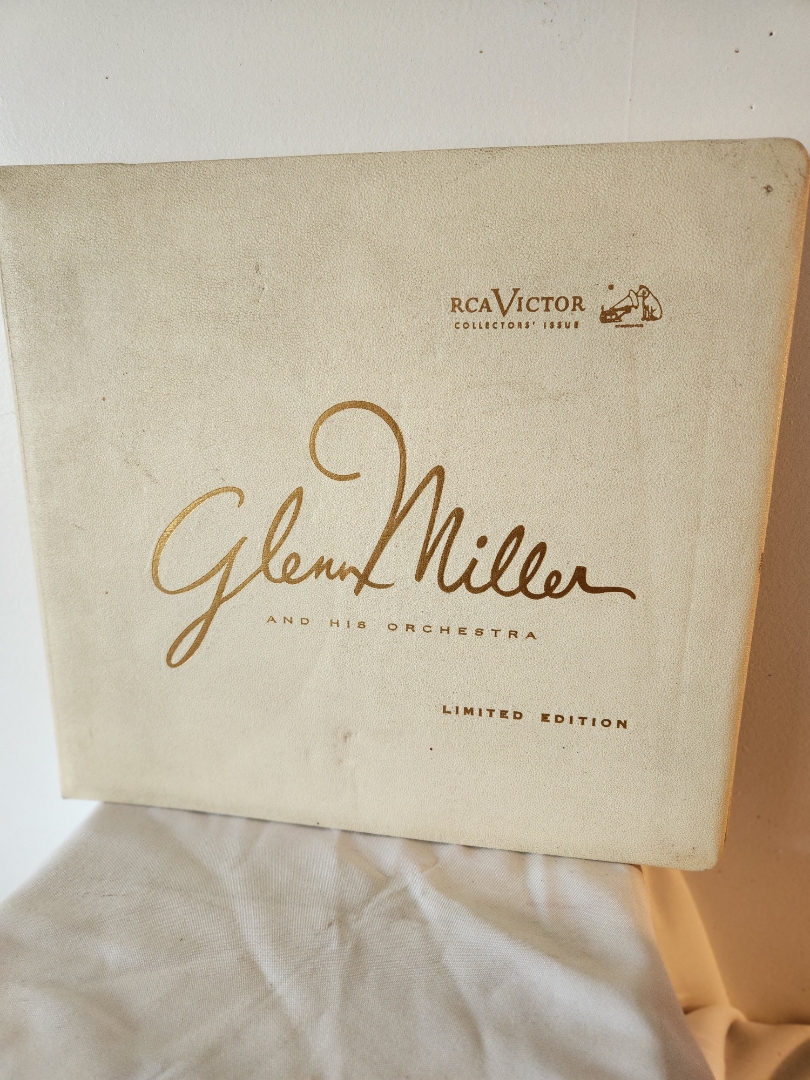 RCA VICTOR
COLLECTORS' ISSUE
Glenn Miller
AND HIS ORCHESTRA
LIMITED EDITION